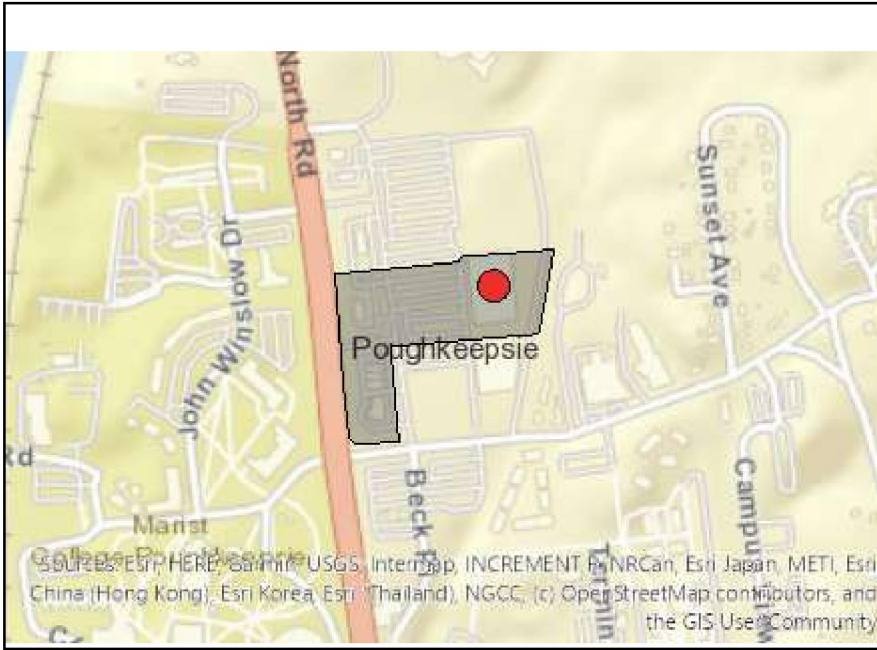 North Rd
Sunset Ave
John Winslow Dr
Poughkeepsie
Rd
Beck Pl
Campu
Marist
Sources: Esri, HERE, Garmin, USGS, Intermap, INCREMENT P, NRCan, Esri Japan, METI, Esri
China (Hong Kong), Esri Korea, Esri (Thailand), NGCC, (c) OpenStreetMap contributors, and
the GIS User Community